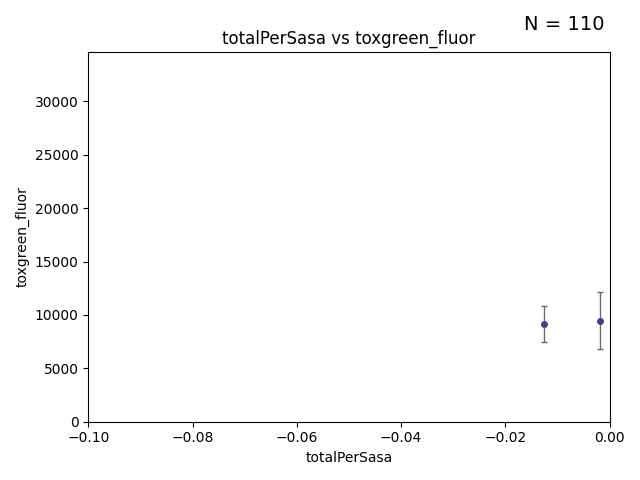 N = 110
totalPerSasa vs toxgreen_fluor
30000
25000
20000
15000
10000
5000
0
toxgreen_fluor
−0.10 −0.08 −0.06 −0.04 −0.02 0.00
totalPerSasa